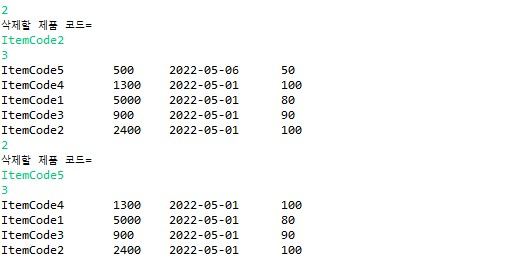 2
삭제할 제품 코드=
ItemCode2
3
ItemCode5 500 2022-05-06 50
ItemCode4 1300 2022-05-01 100
ItemCode1 5000 2022-05-01 80
ItemCode3 900 2022-05-01 90
ItemCode2 2400 2022-05-01 100
2
삭제할 제품 코드=
ItemCode5
3
ItemCode4 1300 2022-05-01 100
ItemCode1 5000 2022-05-01 80
ItemCode3 900 2022-05-01 90
ItemCode2 2400 2022-05-01 100